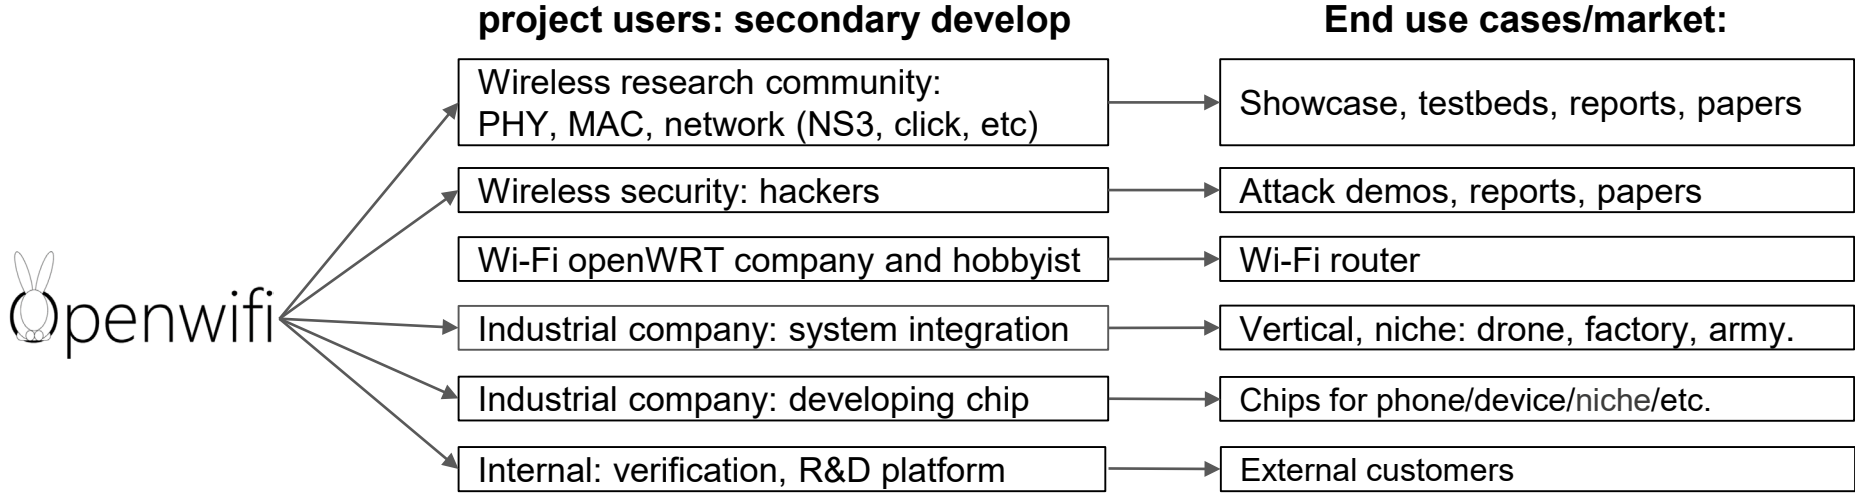 project users: secondary develop
End use cases/market:
Wireless research community:
PHY, MAC, network (NS3, click, etc)
Showcase, testbeds, reports, papers
Wireless security: hackers
Attack demos, reports, papers
Wi-Fi openWRT company and hobbyist
Wi-Fi router
Openwifi
Industrial company: system integration
Vertical, niche: drone, factory, army.
Industrial company: developing chip
Chips for phone/device/niche/etc.
Internal: verification, R&D platform
External customers